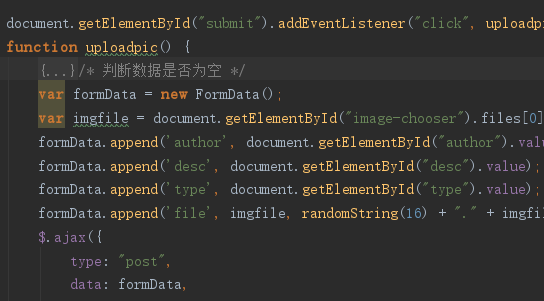 document.getElementById("submit").addEventListener("click", uploadpi
function uploadpic() {
{...}/* 判断数据是否为空 */
var formData = new FormData();
var imgfile = document.getElementById("image-chooser").files[0]
formData.append('author', document.getElementById("author").valu
formData.append('desc', document.getElementById("desc").value);
formData.append('type', document.getElementById("type").value);
formData.append('file', imgfile, randomString(16) + "." + imgfil
$.ajax({
type: "post",
data: formData,